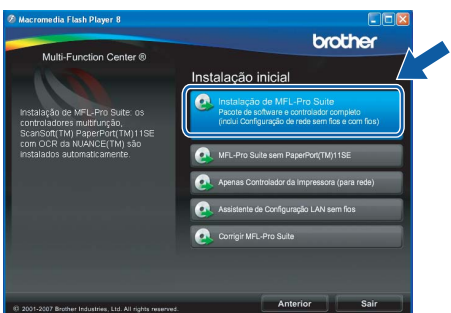 Macromedia Flash Player 8
brother
Multi-Function Center ®
Instalação inicial
Instalação de MFL-Pro Suite: os
controladores multifunção,
ScanSoft(TM) PaperPort(TM)11SE
com OCR da NUANCE(TM) são
instalados automaticamente.
Instalação de MFL-Pro Suite
Pacote de software e controlador completo
(inclui Configuração de rede sem fios e com fios)
MFL-Pro Suite sem PaperPort(TM)11SE
Apenas Controlador da Impressora (para rede)
Assistente de Configuração LAN sem fios
Corrigir MFL-Pro Suite
Anterior
Sair
© 2001-2007 Brother Industries, Ltd. All rights reserved.